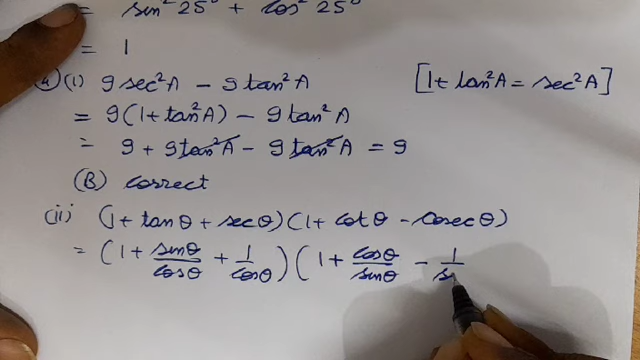 = sin² 25° + cos² 25°
= 1
4) (i) 9 sec²A - 9 tan²A [1 + tan²A = sec²A]
= 9(1 + tan²A) - 9 tan²A
= 9 + 9 tan²A - 9 tan²A = 9
(B) correct
(ii) (1 + tanθ + secθ)(1 + cotθ - cosecθ)
= (1 + sinθ/cosθ + 1/cosθ)(1 + cosθ/sinθ - 1/s